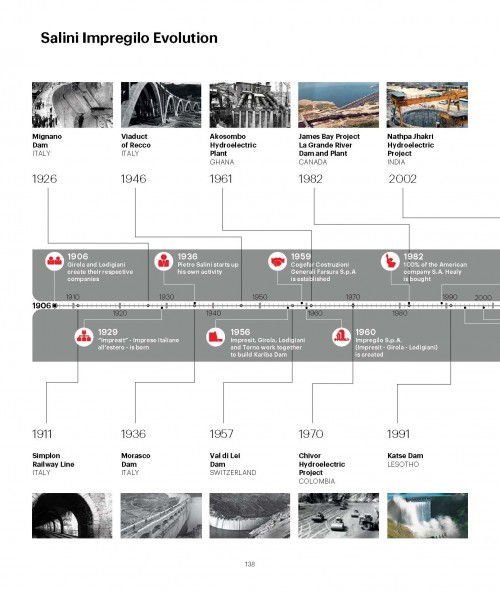 Salini Impregilo Evolution
Mignano
Dam
ITALY
Viaduct
of Recco
ITALY
Akosombo
Hydroelectric
Plant
GHANA
James Bay Project
La Grande River
Dam and Plant
CANADA
Nathpa Jhakri
Hydroelectric
Project
INDIA
1926
1946
1961
1982
2002
1906
Girola and Lodigiani
create their respective
companies
1936
Pietro Salini starts up
his own activity
1959
Cogefar Costruzioni
Generali Farsura S.p.A
is established
1982
100% of the American
company S.A. Healy
is bought
1910
1930
1950
1970
1990
2000
1906
1920
1940
1960
1980
1929
"Impresit" - Imprese italiane
all'estero - is born
1956
Impresit, Girola, Lodigiani
and Torno work together
to build Kariba Dam
1960
Impregilo S.p.A.
(Impresit - Girola - Lodigiani)
is created
1911
1936
1957
1970
1991
Simplon
Railway Line
ITALY
Morasco
Dam
ITALY
Val di Lei
Dam
SWITZERLAND
Chivor
Hydroelectric
Project
COLOMBIA
Katse Dam
LESOTHO
138